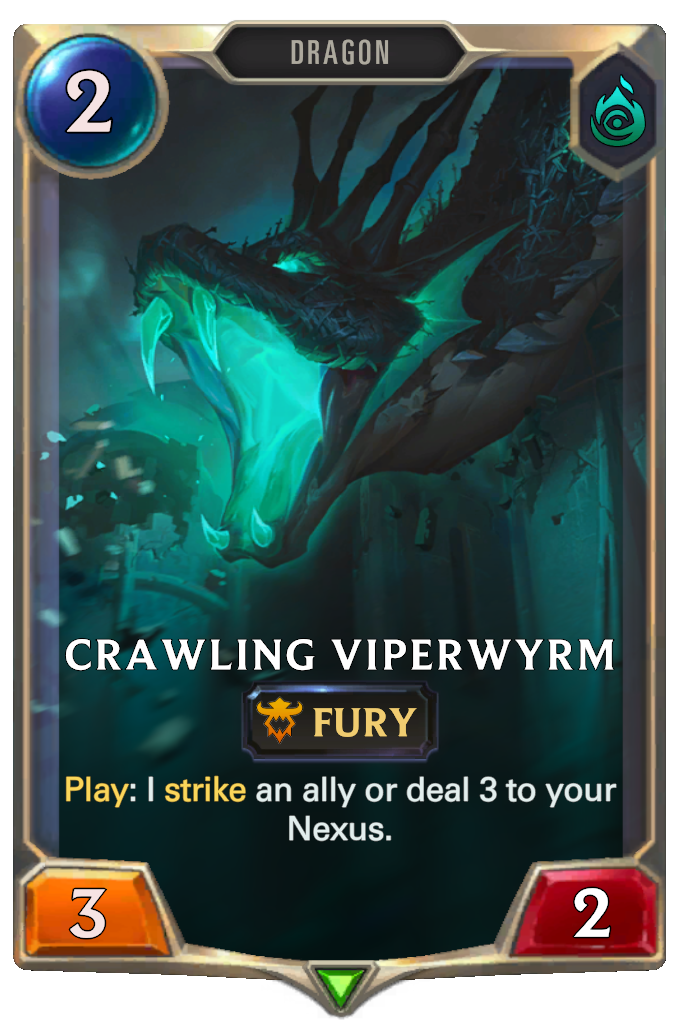 DRAGON
2
CRAWLING VIPERWYRM
FURY
Play: I strike an ally or deal 3 to your
Nexus.
3
2